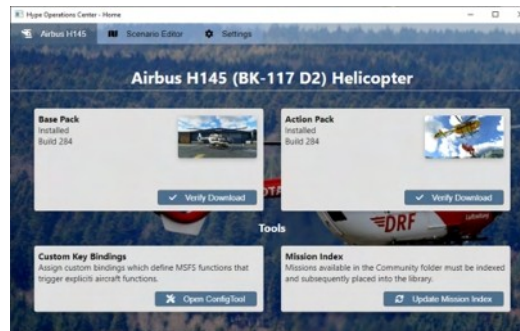 Hype Operations Center - Home
Airbus H145
Scenario Editor
Settings
Airbus H145 (BK-117 D2) Helicopter
Base Pack
Installed
Build 284
Verify Download
Action Pack
Installed
Build 284
Verify Download
DRF
Tools
Custom Key Bindings
Assign custom bindings which define MSFS functions that
trigger expliciti aircraft functions.
Open ConfigTool
Mission Index
Missions available in the Community folder must be indexed
and subsequently placed into the library.
Update Mission Index